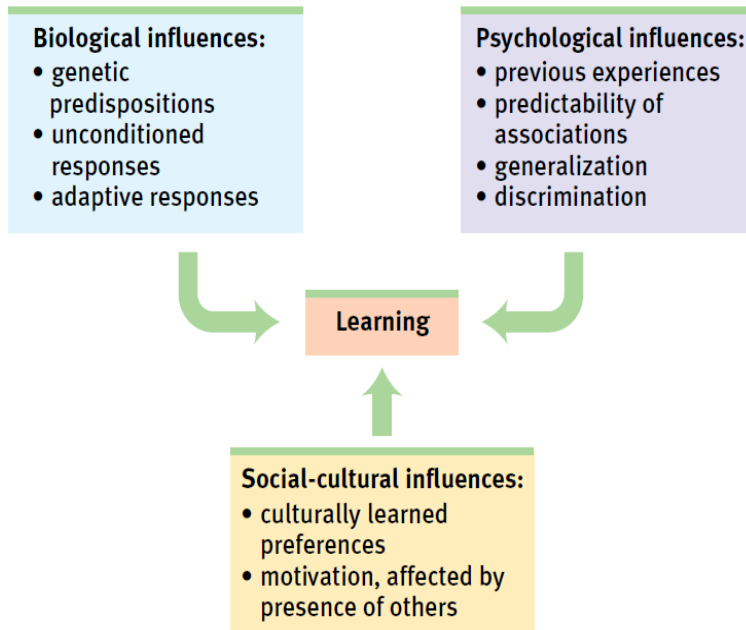 Biological influences:
• genetic
predispositions
• unconditioned
responses
• adaptive responses
Psychological influences:
• previous experiences
• predictability of
associations
• generalization
• discrimination
Learning
Social-cultural influences:
• culturally learned
preferences
• motivation, affected by
presence of others